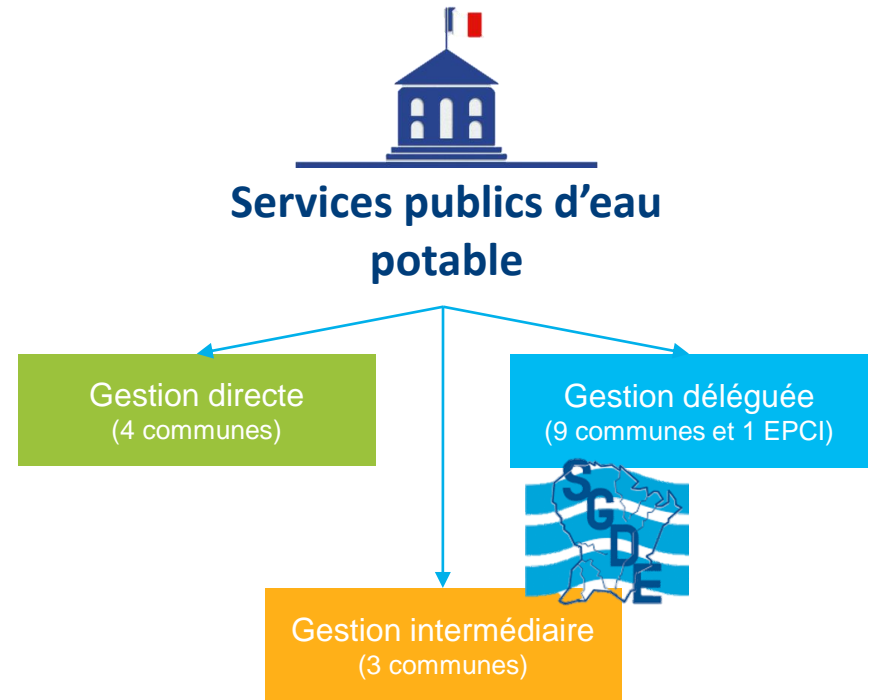 Services publics d’eau
potable
Gestion directe
(4 communes)
Gestion déléguée
(9 communes et 1 EPCI)
SGDE
Gestion intermédiaire
(3 communes)